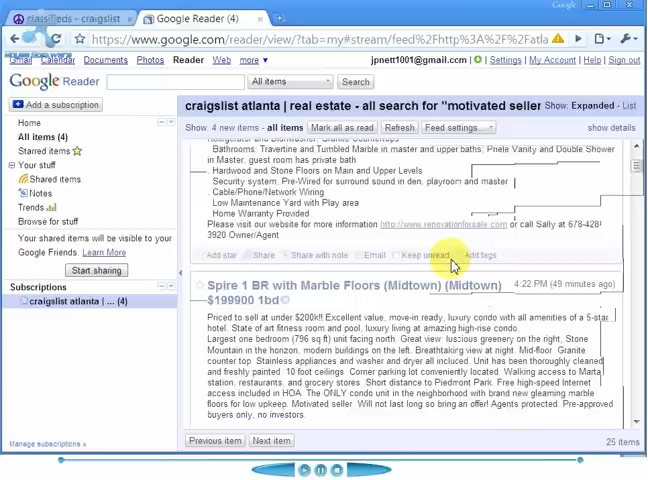 classifieds - craigslist
Google Reader (4)
Google
https://www.google.com/reader/view/?tab=my#stream/feed%2Fhttp%3A%2F%2Fatla
Gmail Calendar Documents Photos Reader Web more ▼
jpnett1001@gmail.com | Settings | My Account | Help | Sign out
Google Reader
All items
Search
Add a subscription
craigslist atlanta | real estate - all search for "motivated seller
Show: Expanded - List
Home
All items (4)
Starred items
Your stuff
Shared items
Notes
Trends
Browse for stuff
Your shared items will be visible to your
Google Friends. Learn More
Start sharing
Subscriptions
craigslist atlanta | ... (4)
Manage subscriptions »
Show: 4 new items - all items
Mark all as read
Refresh
Feed settings...
show details
Refrigerator and Dishwasher, Granite Countertops
Bathrooms: Travertine and Tumbled Marble in master and upper baths; Vanity and Double Shower
in Master. guest room has private bath
. Hardwood and Stone Floors on Main and Upper Levels
Security system. Pre-Wired for surround sound in den, playroom and master
. Cable/Phone/Network Wiring
Low Maintenance Yard with Play area
Home Warranty Provided
Please visit our website for more information http://www.renovationforsale.com or call Sally at 678-428-
3920 Owner/Agent
Add star Share Share with note Email Keep unread Add tags
Spire 1 BR with Marble Floors (Midtown) (Midtown)
$199900 1bd
4:22 PM (49 minutes ago)
Priced to sell at under $200k!! Excellent value, move-in ready, luxury condo with all amenities of a 5-star
hotel. State of art fitness room and pool, luxury living at amazing high-rise condo.
Largest one bedroom (796 sq ft) unit facing north Great view luscious greenery on the right, Stone
Mountain in the horizon, modern buildings on the left. Breathtaking view at night. Mid-floor Granite
counter top Stainless appliances and washer and dryer all included. Unit has been thoroughly cleaned
and freshly painted 10 foot ceilings Corner parking lot conveniently located. Walking access to Marta
station, restaurants, and grocery stores Short distance to Piedmont Park. Free high-speed Internet
access included in HOA. The ONLY condo unit in the neighborhood with brand new gleaming marble
floors for low upkeep. Motivated seller Will not last long so bring an offer! Agents protected. Pre-approved
buyers only, no investors.
Previous item
Next item
25 items